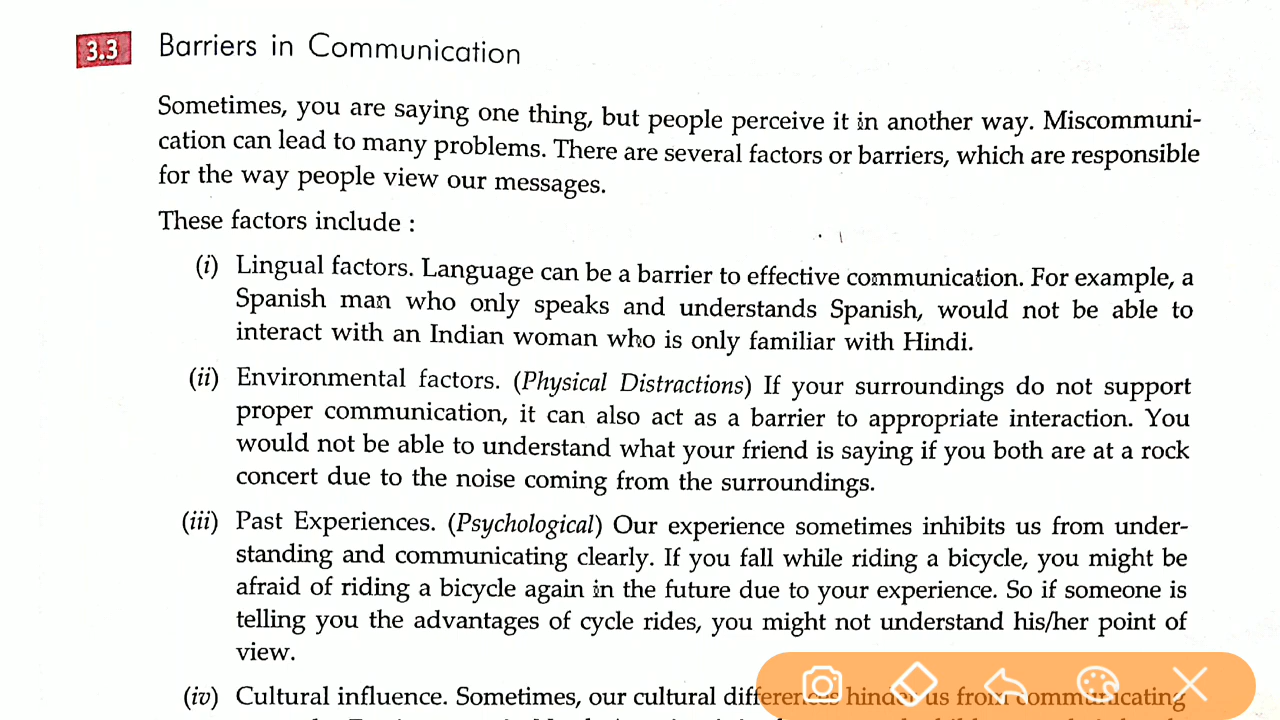 3.3 Barriers in Communication
Sometimes, you are saying one thing, but people perceive it in another way. Miscommuni-
cation can lead to many problems. There are several factors or barriers, which are responsible
for the way people view our messages.
These factors include :
(i) Lingual factors. Language can be a barrier to effective communication. For example, a
Spanish man who only speaks and understands Spanish, would not be able to
interact with an Indian woman who is only familiar with Hindi.
(ii) Environmental factors. (Physical Distractions) If your surroundings do not support
proper communication, it can also act as a barrier to appropriate interaction. You
would not be able to understand what your friend is saying if you both are at a rock
concert due to the noise coming from the surroundings.
(iii) Past Experiences. (Psychological) Our experience sometimes inhibits us from under-
standing and communicating clearly. If you fall while riding a bicycle, you might be
afraid of riding a bicycle again in the future due to your experience. So if someone is
telling you the advantages of cycle rides, you might not understand his/her point of
view.
(iv) Cultural influence. Sometimes, our cultural differences hinder us from communicating